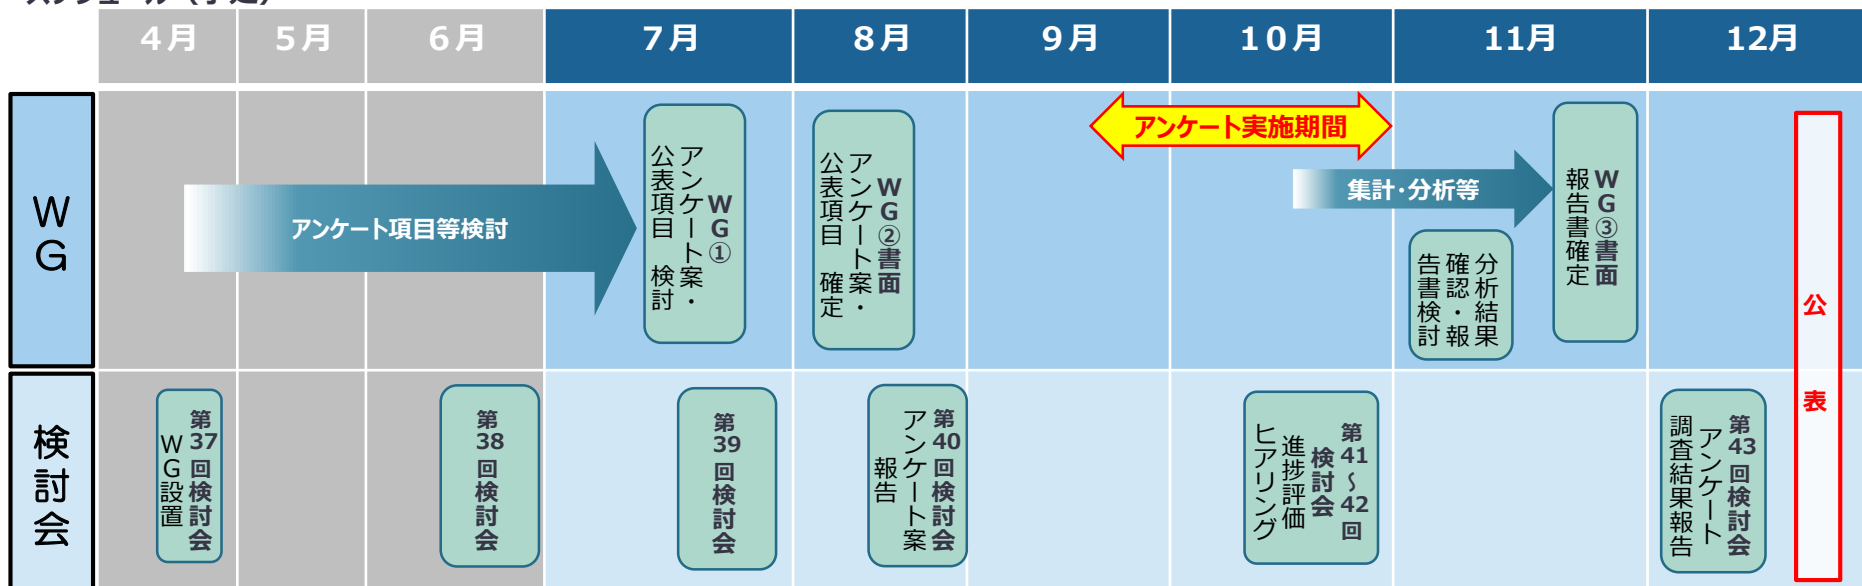 スケジュール（予定）
4月
5月
6月
7月
8月
9月
10月
11月
12月
WG
アンケート項目等検討
WG①
アンケート案・
公表項目　検討
WG②書面
アンケート案・
公表項目　確定
アンケート実施期間
集計・分析等
分析結果
確認・報
告書検討
WG③書面
報告書確定
公表
検討会
第37回検討会
WG設置
第38回検討会
第39回検討会
第40回検討会
アンケート案
報告
第41～42回
検討会
進捗評価
ヒアリング
第43回検討会
アンケート
調査結果報告